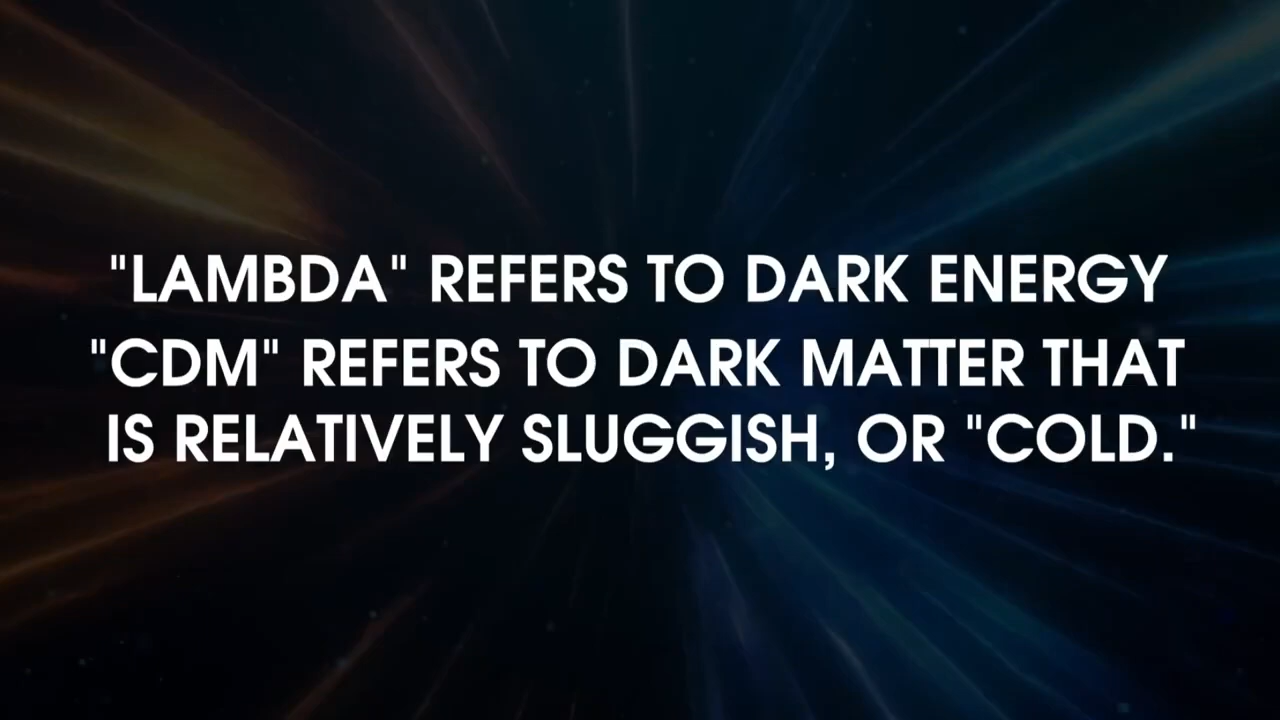 "LAMBDA" REFERS TO DARK ENERGY
"CDM" REFERS TO DARK MATTER THAT
IS RELATIVELY SLUGGISH, OR "COLD."